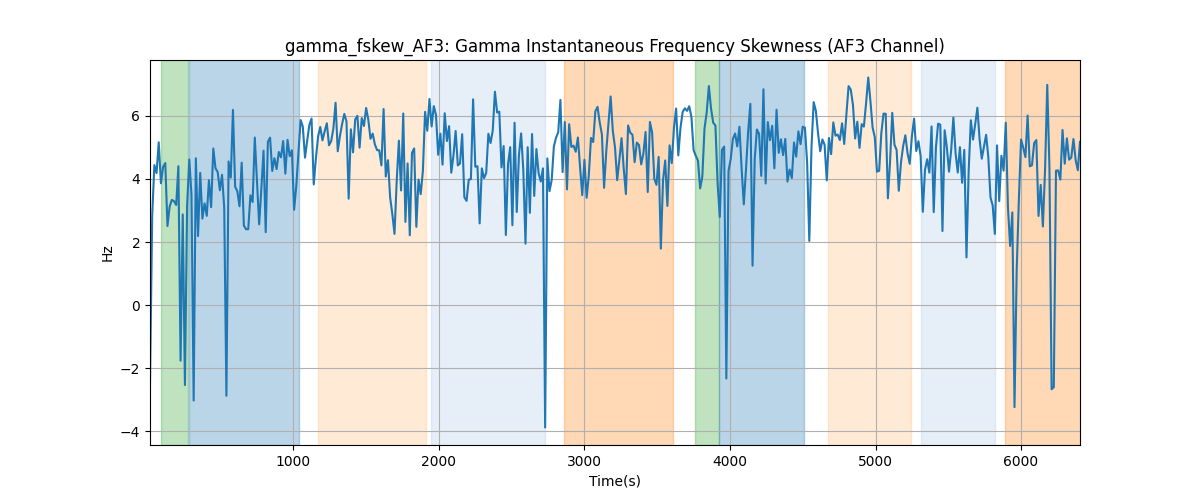 gamma_fskew_AF3: Gamma Instantaneous Frequency Skewness (AF3 Channel)
Hz
6
4
2
0
−2
−4
1000 2000 3000 4000 5000 6000
Time(s)